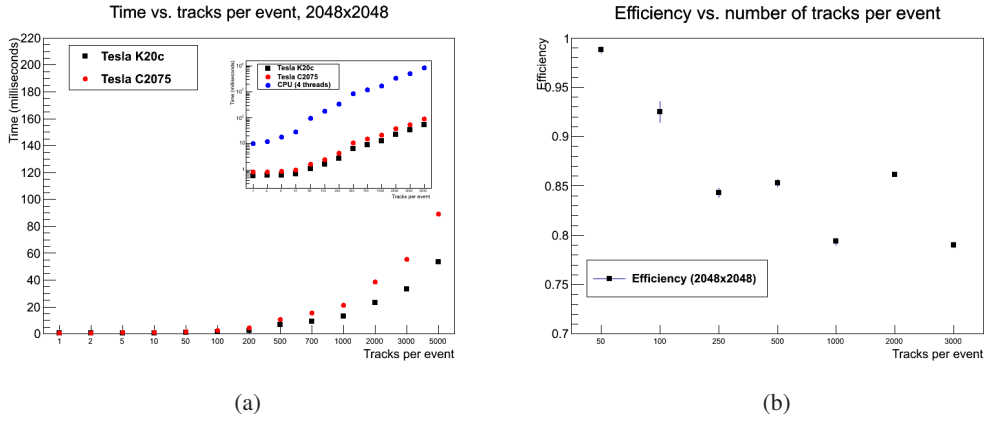 Time vs. tracks per event, 2048x2048
Time (milliseconds)
220
200
180
160
140
120
100
80
60
40
20
0
Tesla K20c
Tesla C2075
Time (milliseconds)
Tesla K20c
Tesla C2075
CPU (4 threads)
Tracks per event
1 2 5 10 50 100 200 500 700 1000 2000 3000 5000
Tracks per event
(a)
Efficiency vs. number of tracks per event
Efficiency
1
0.95
0.9
0.85
0.8
0.75
0.7
Efficiency (2048x2048)
50 100 250 500 1000 2000 3000
Tracks per event
(b)